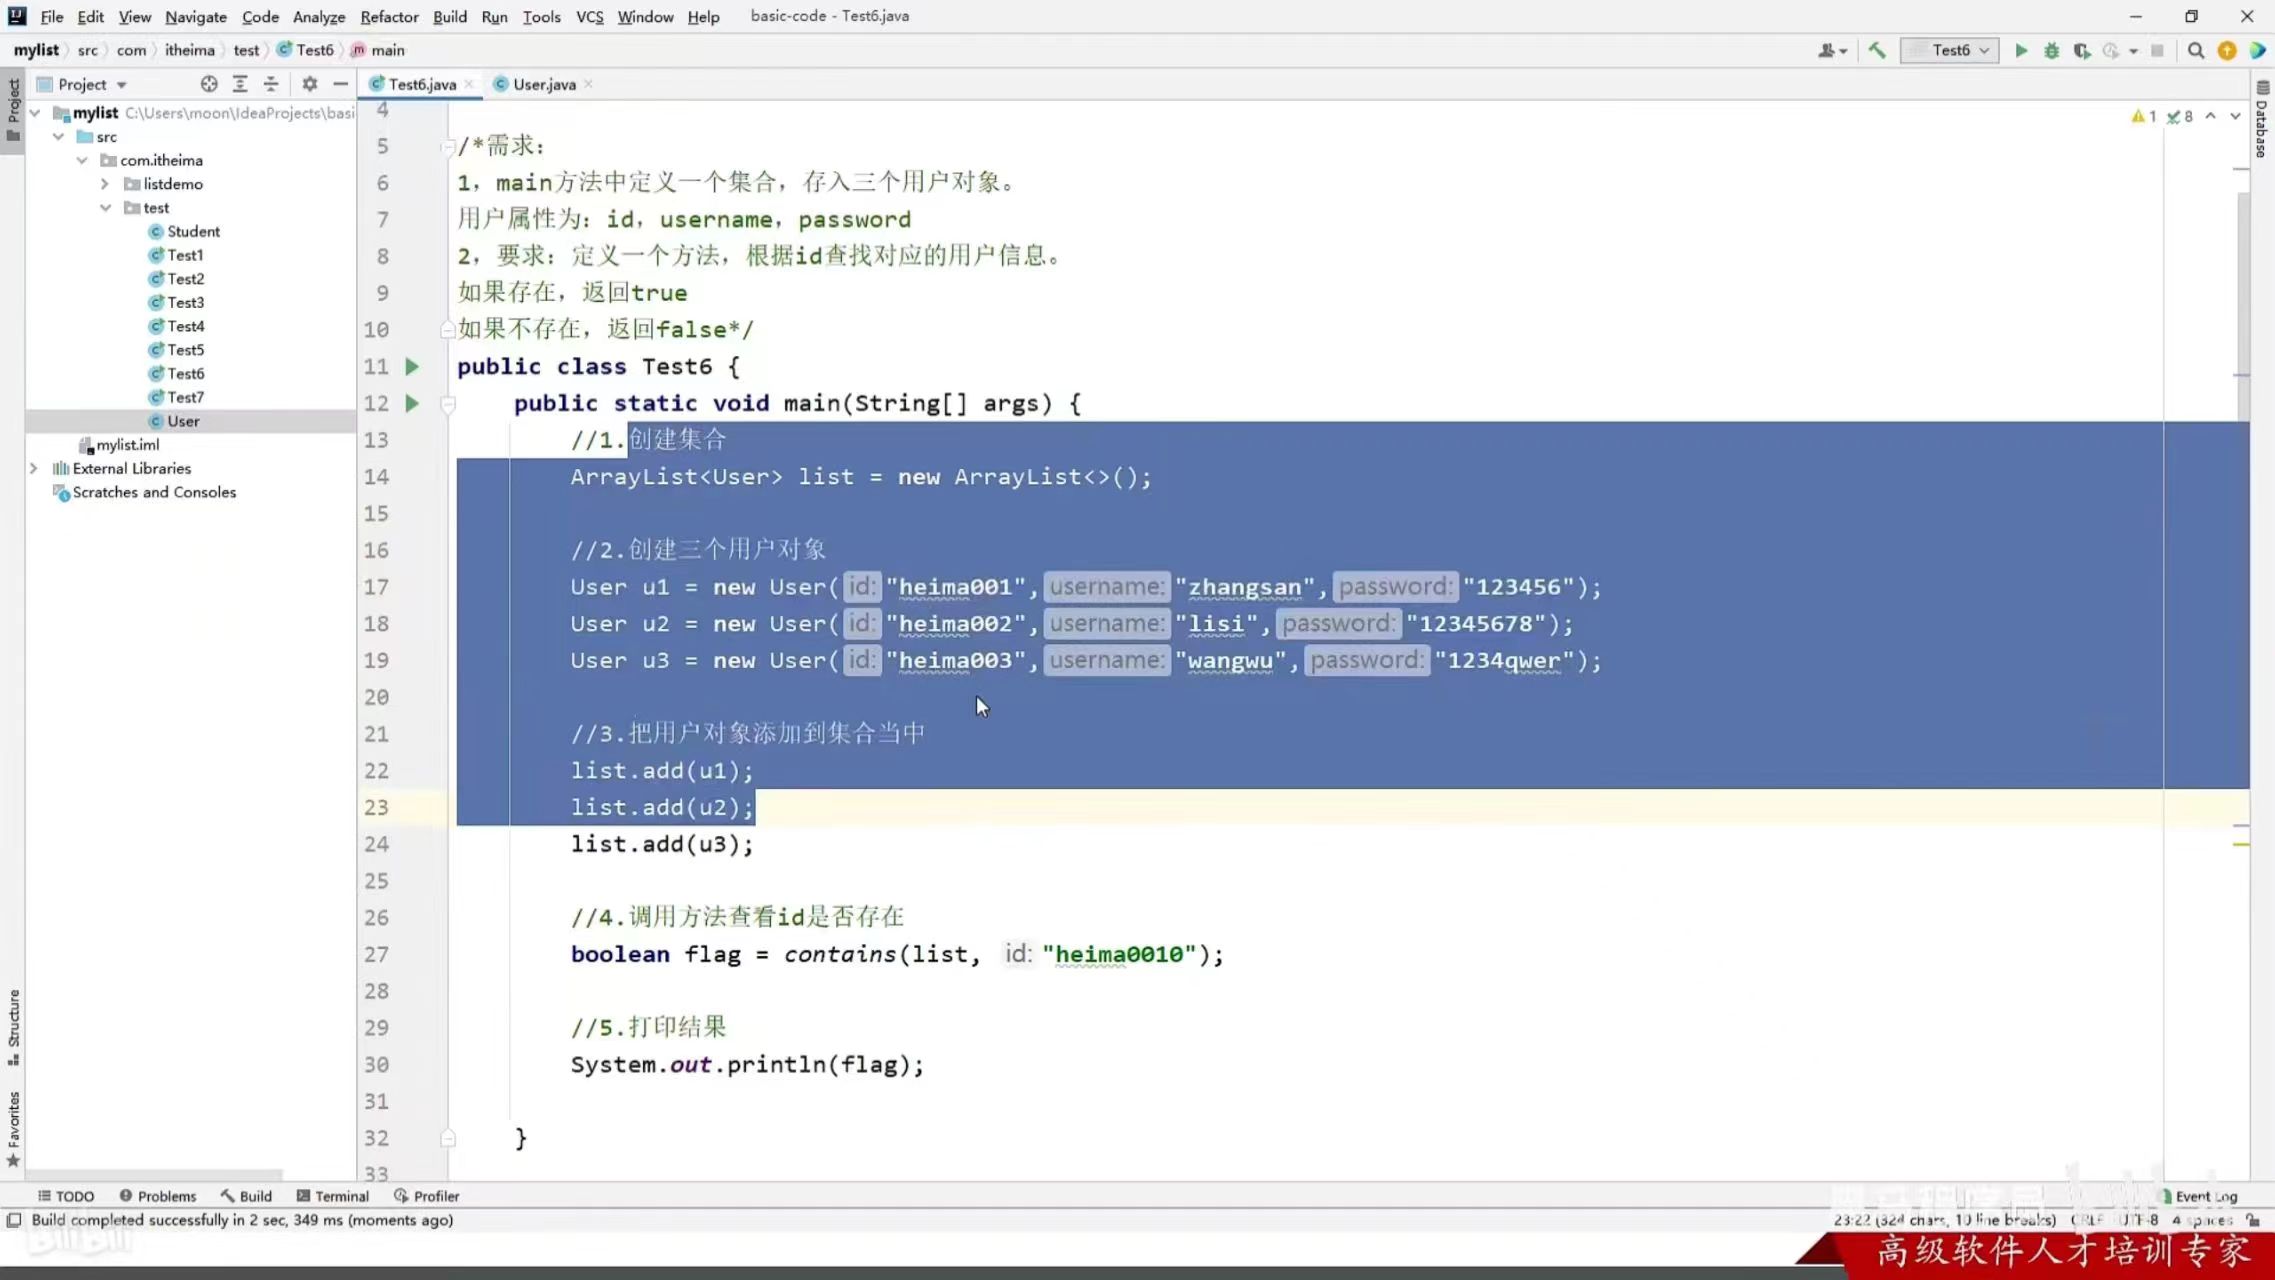 File Edit View Navigate Code Analyze Refactor Build Run Tools VCS Window Help basic-code - Test6.java
mylist src com itheima test Test6 main
Test6
Project
Test6.java
User.java
Project
mylist C:\Users\moon\IdeaProjects\basi
src
com.itheima
listdemo
test
Student
Test1
Test2
Test3
Test4
Test5
Test6
Test7
User
mylist.iml
External Libraries
Scratches and Consoles
1 8
Database
4
5 /*需求：
6 1，main方法中定义一个集合，存入三个用户对象。
7 用户属性为：id，username，password
8 2，要求：定义一个方法，根据id查找对应的用户信息。
9 如果存在，返回true
10 如果不存在，返回false*/
11 public class Test6 {
12 public static void main(String[] args) {
13 //1.创建集合
14 ArrayList<User> list = new ArrayList<>();
15
16 //2.创建三个用户对象
17 User u1 = new User( id: "heima001", username: "zhangsan", password: "123456");
18 User u2 = new User( id: "heima002", username: "lisi", password: "12345678");
19 User u3 = new User( id: "heima003", username: "wangwu", password: "1234qwer");
20
21 //3.把用户对象添加到集合当中
22 list.add(u1);
23 list.add(u2);
24 list.add(u3);
25
26 //4.调用方法查看id是否存在
27 boolean flag = contains(list, id: "heima0010");
28
29 //5.打印结果
30 System.out.println(flag);
31
32 }
33
Structure
Favorites
TODO Problems Build Terminal Profiler Event Log
Build completed successfully in 2 sec, 349 ms (moments ago)
23:22 (324 chars, 10 line breaks) CRLF UTF-8 4 spaces
bilibili
高级软件人才培训专家